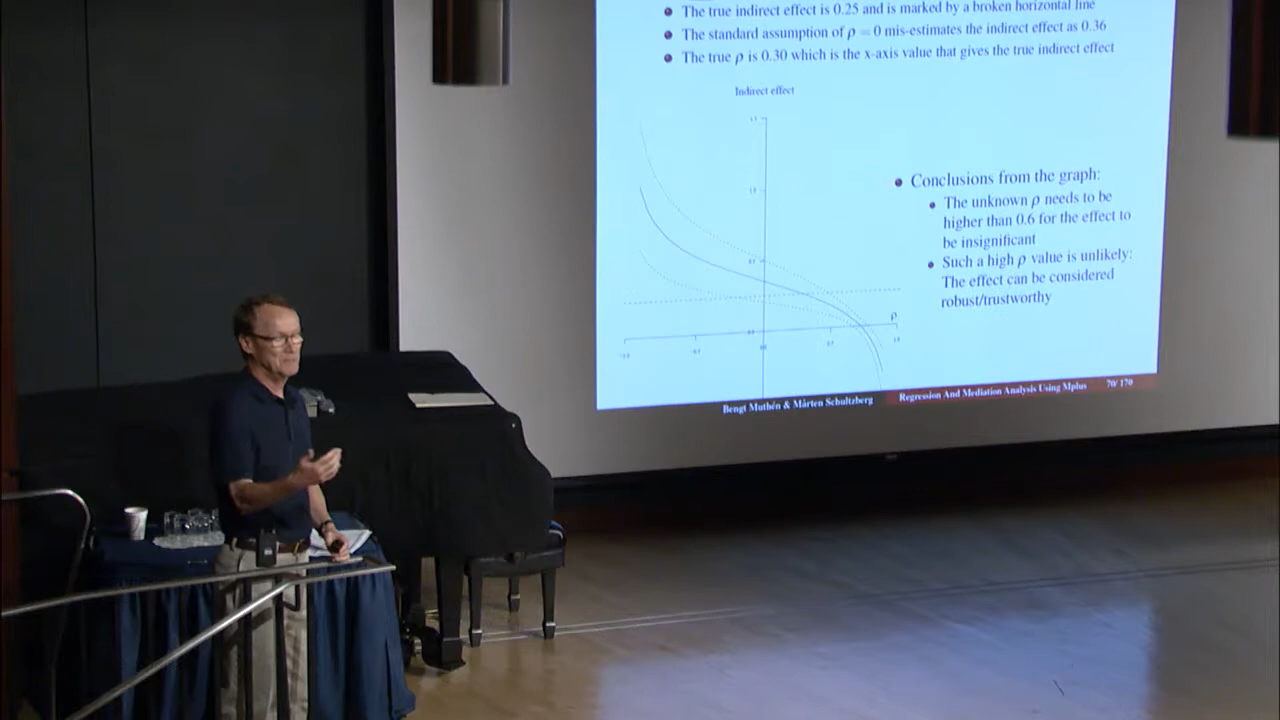 The true indirect effect is 0.25 and is marked by a broken horizontal line
The standard assumption of ρ = 0 mis-estimates the indirect effect as 0.36
The true ρ is 0.30 which is the x-axis value that gives the true indirect effect
Indirect effect
Conclusions from the graph:
The unknown ρ needs to be
higher than 0.6 for the effect to
be insignificant
Such a high ρ value is unlikely:
The effect can be considered
robust/trustworthy
ρ
Bengt Muthén & Mårten Schultzberg
Regression And Mediation Analysis Using Mplus
70/ 170